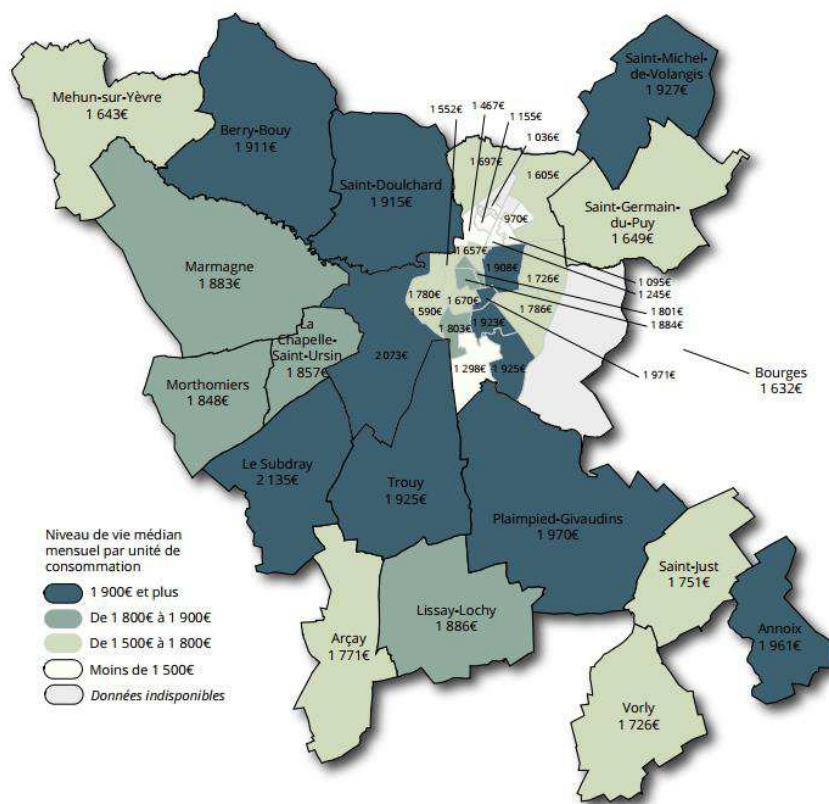 Saint-Michel-
de-Volangis
1 927€
Mehun-sur-Yèvre
1 643€
Berry-Bouy
1 911€
1 552€
1 467€
1 155€
1 036€
1 697€
1 605€
Saint-Doulchard
1 915€
970€
Saint-Germain-
du-Puy
1 649€
Marmagne
1 883€
1 657€
1 908€
1 726€
1 095€
1 245€
1 780€
1 590€
1 670€
1 786€
1 801€
1 884€
1 803€
1 923€
La
Chapelle-
Saint-Ursin
1 857€
2 073€
1 298€
1 925€
1 971€
Bourges
1 632€
Morthomiers
1 848€
Le Subdray
2 135€
Trouy
1 925€
Plaimpied-Givaudins
1 970€
Niveau de vie médian
mensuel par unité de
consommation
1 900€ et plus
De 1 800€ à 1 900€
De 1 500€ à 1 800€
Moins de 1 500€
Données indisponibles
Saint-Just
1 751€
Lissay-Lochy
1 886€
Annoix
1 961€
Arçay
1 771€
Vorly
1 726€